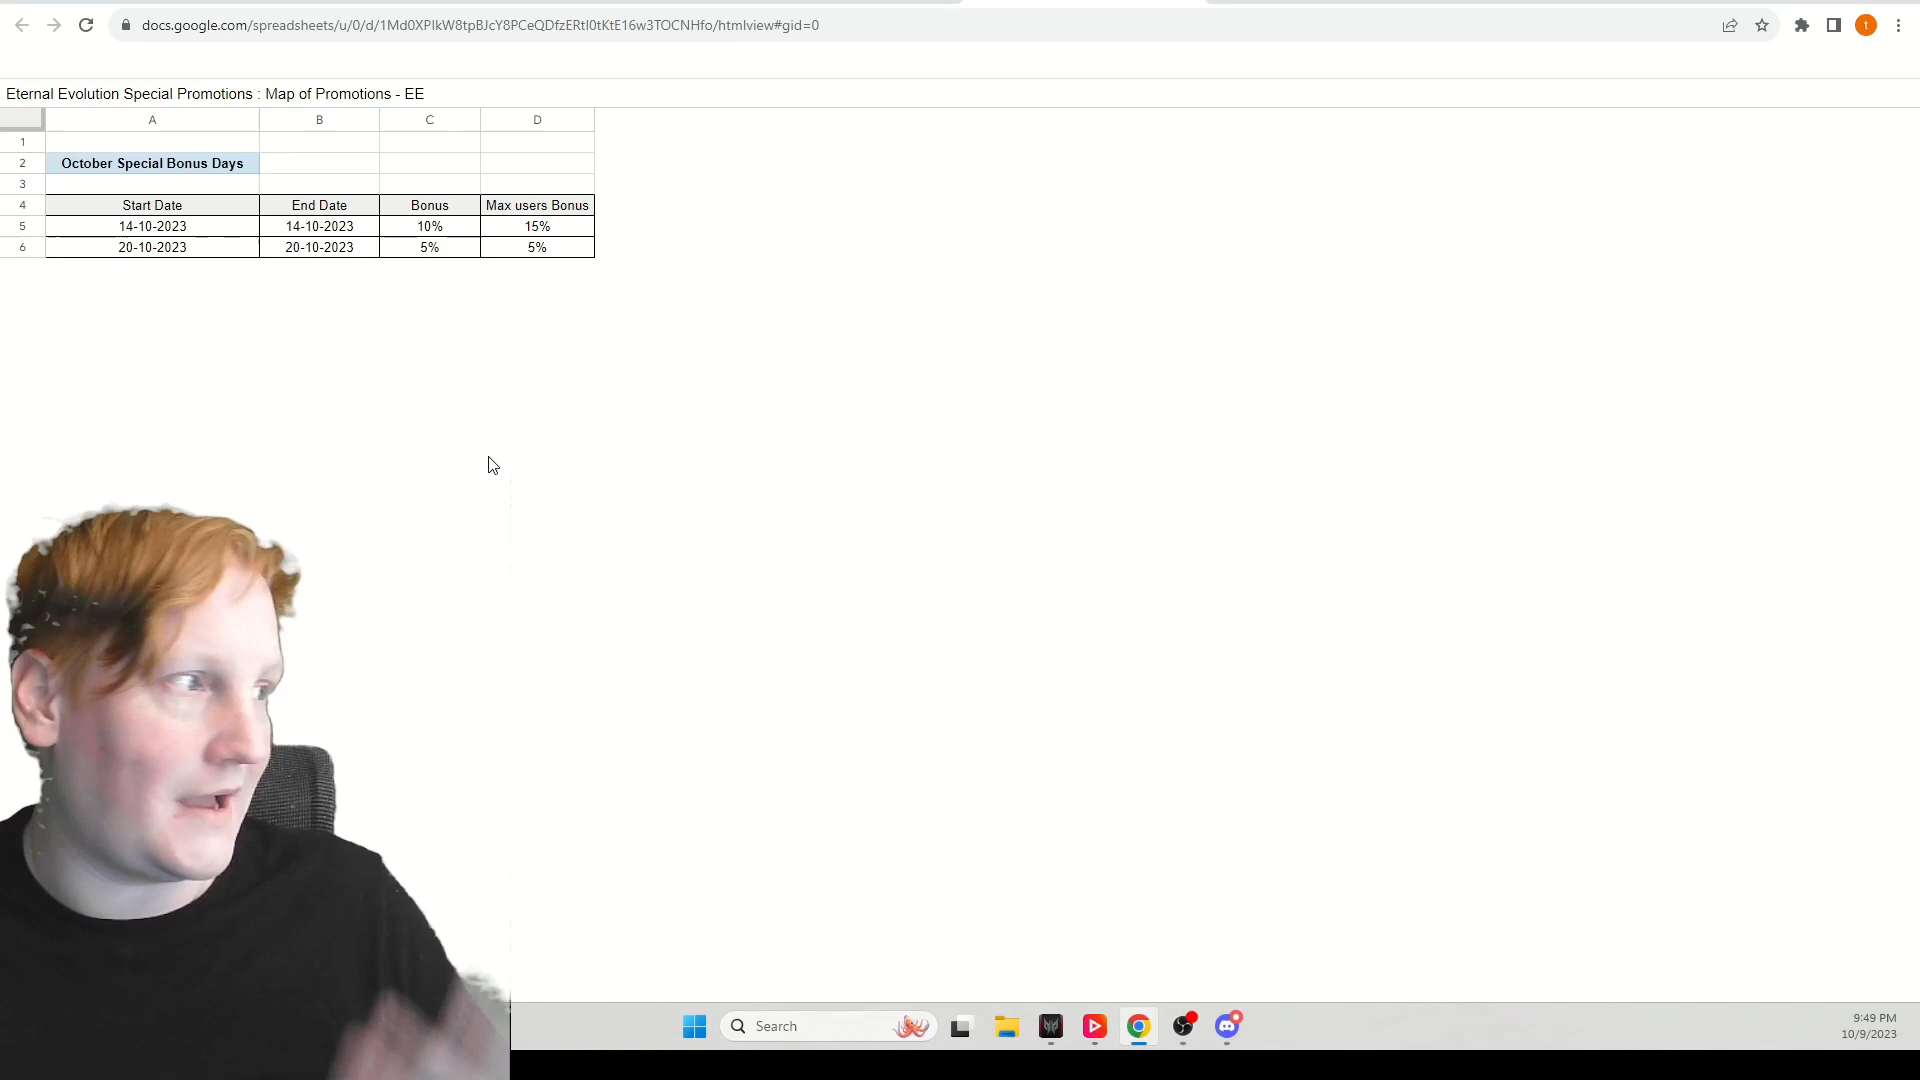 docs.google.com/spreadsheets/u/0/d/1Md0XPIkW8tpBJcY8PCeQDfzERtI0tKtE16w3TOCNHfo/htmlview#gid=0
t
Eternal Evolution Special Promotions : Map of Promotions - EE
A B C D
1
2 October Special Bonus Days
3
4 Start Date End Date Bonus Max users Bonus
5 14-10-2023 14-10-2023 10% 15%
6 20-10-2023 20-10-2023 5% 5%
Search
9:49 PM
10/9/2023